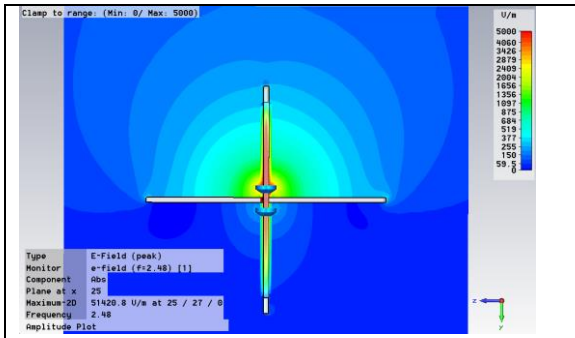 Clamp to range: (Min: 0/ Max: 5000)
V/m
5000
4060
3426
2879
2409
2004
1656
1356
1097
875
684
519
377
255
150
59.5
0
Type E-Field (peak)
Monitor e-field (f=2.48) [1]
Component Abs
Plane at x 25
Maximum-2D 51420.8 V/m at 25 / 27 / 0
Frequency 2.48
Amplitude Plot
z
y